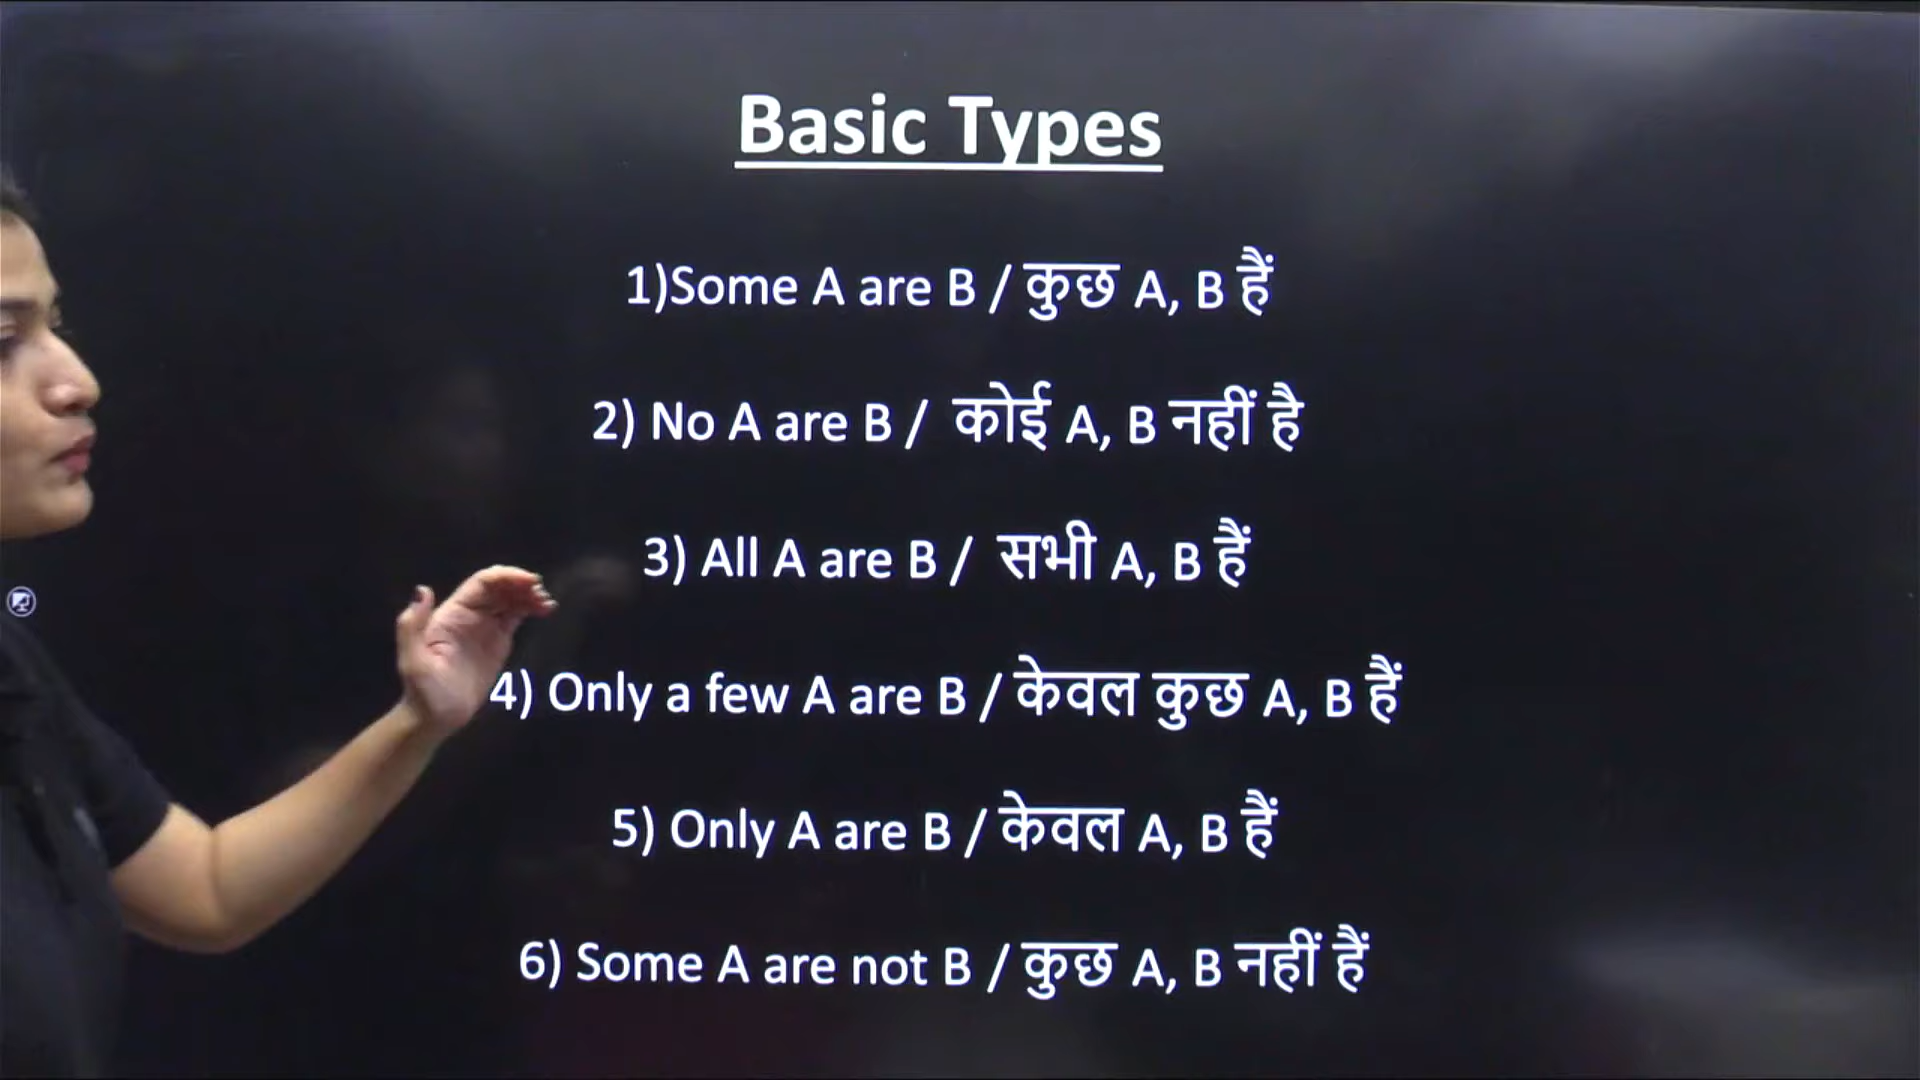 Basic Types
1)Some A are B / कुछ A, B हैं
2) No A are B / कोई A, B नहीं है
3) All A are B / सभी A, B हैं
4) Only a few A are B / केवल कुछ A, B हैं
5) Only A are B / केवल A, B हैं
6) Some A are not B / कुछ A, B नहीं हैं